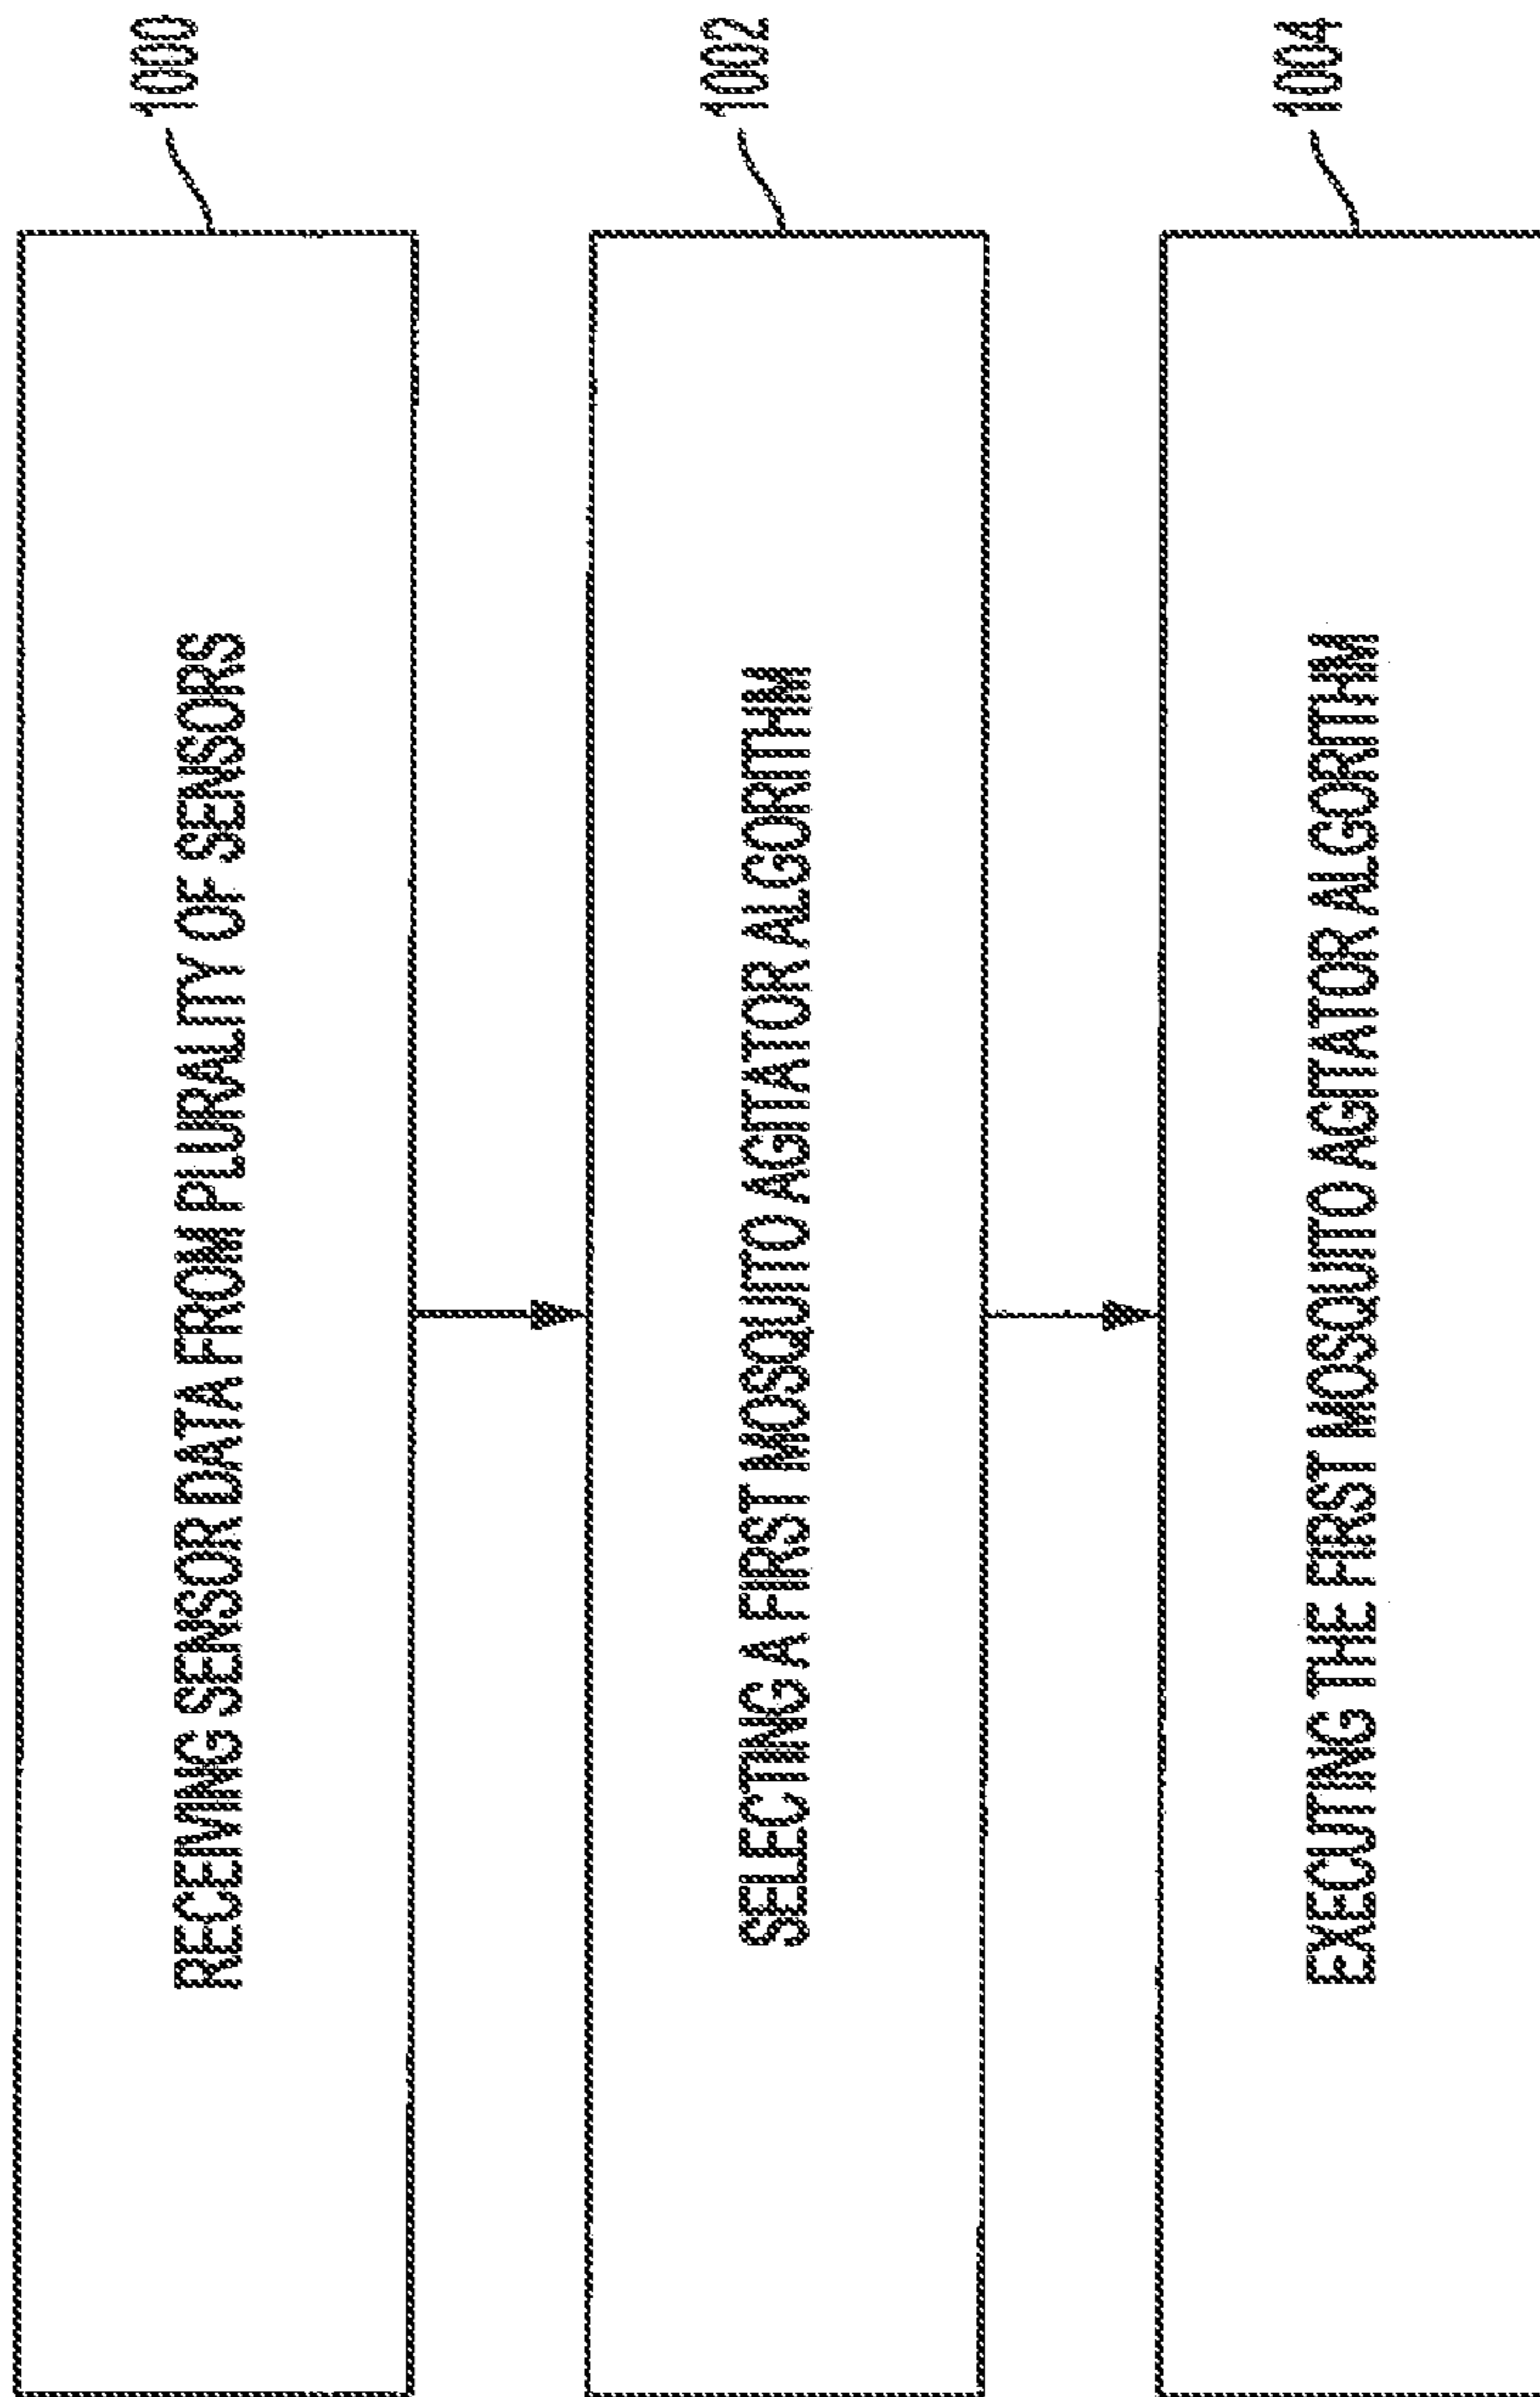 1000
RECEIVING SENSOR DATA FROM PLURALITY OF SENSORS
1002
SELECTING A FIRST MOSQUITO AGITATOR ALGORITHM
1004
EXECUTING THE FIRST MOSQUITO AGITATOR ALGORITHM